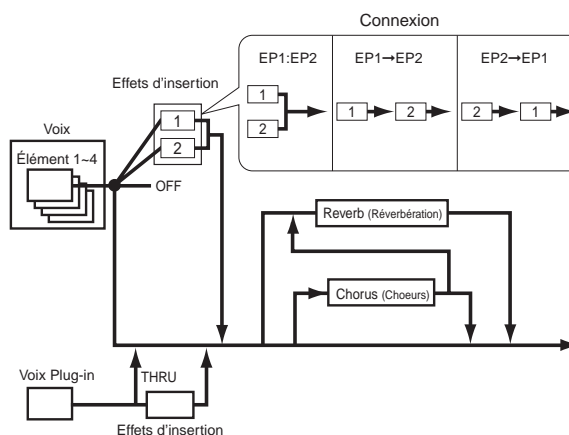 Connexion
EP1:EP2
EP1→EP2
EP2→EP1
Effets d'insertion
1
2
1
2
1
2
2
1
Voix
Élément 1~4
OFF
Reverb (Réverbération)
Chorus (Choeurs)
Voix Plug-in
THRU
Effets d'insertion